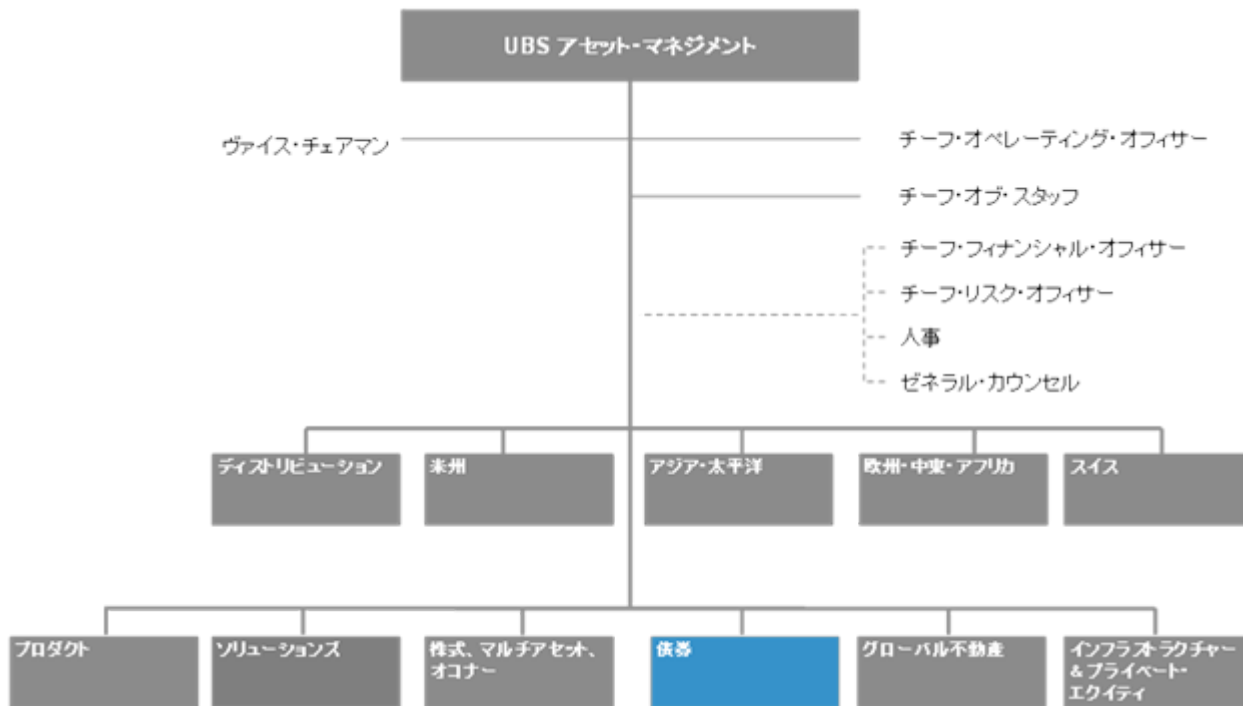 UBS アセット・マネジメント
ヴァイス・チェアマン
チーフ・オペレーティング・オフィサー
チーフ・オブ・スタッフ
チーフ・フィナンシャル・オフィサー
チーフ・リスク・オフィサー
人事
ゼネラル・カウンセル
ディストリビューション
米州
アジア・太平洋
欧州・中東・アフリカ
スイス
プロダクト
ソリューションズ
株式、マルチアセット、
オコナー
債券
グローバル不動産
インフラストラクチャー
&プライベート・
エクイティ